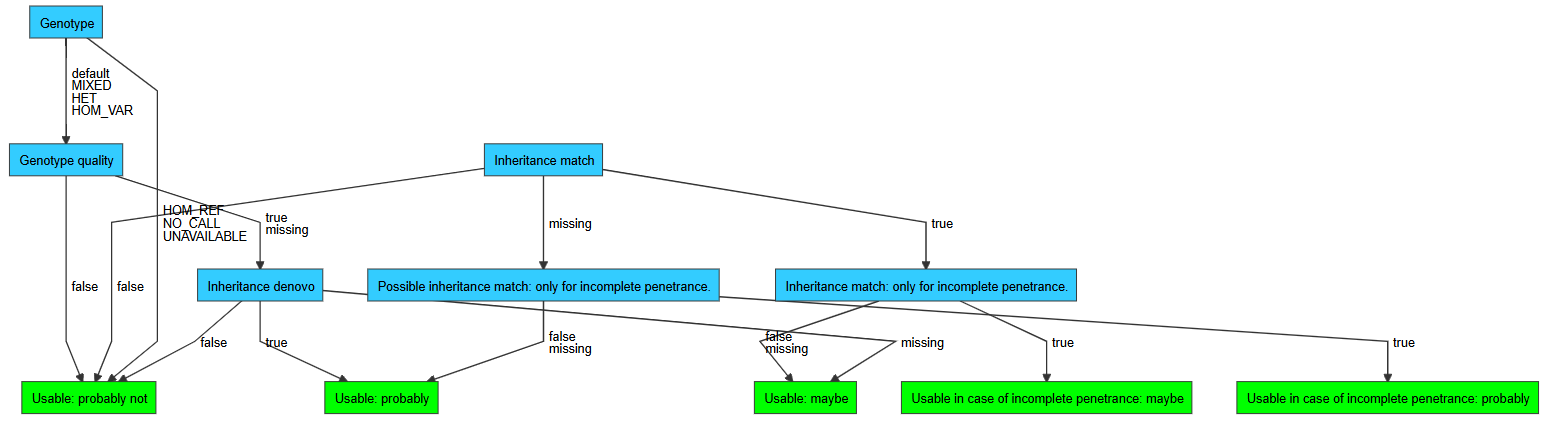 Genotype
default
MIXED
HET
HOM_VAR
Genotype quality
Inheritance match
HOM_REF
NO_CALL
UNAVAILABLE
true
missing
missing
true
false
false
Inheritance denovo
Possible inheritance match: only for incomplete penetrance.
Inheritance match: only for incomplete penetrance.
false
true
false
missing
false
missing
missing
true
true
Usable: probably not
Usable: probably
Usable: maybe
Usable in case of incomplete penetrance: maybe
Usable in case of incomplete penetrance: probably